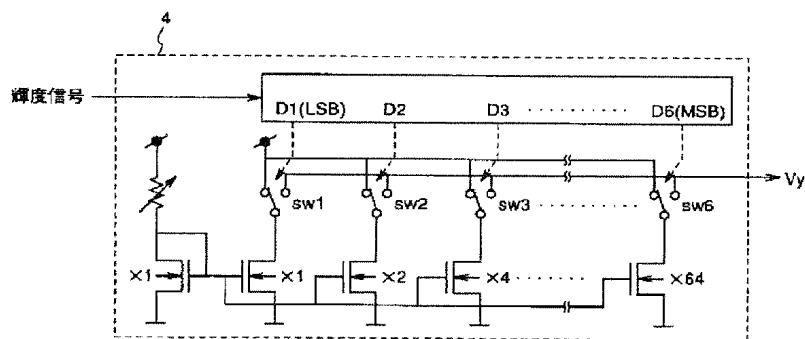 4
輝度信号
D1(LSB) D2 D3 ········ D6(MSB)
Vy
sw1 sw2 sw3 ········ sw6
×1 ×1 ×2 ×4 ······ ×64